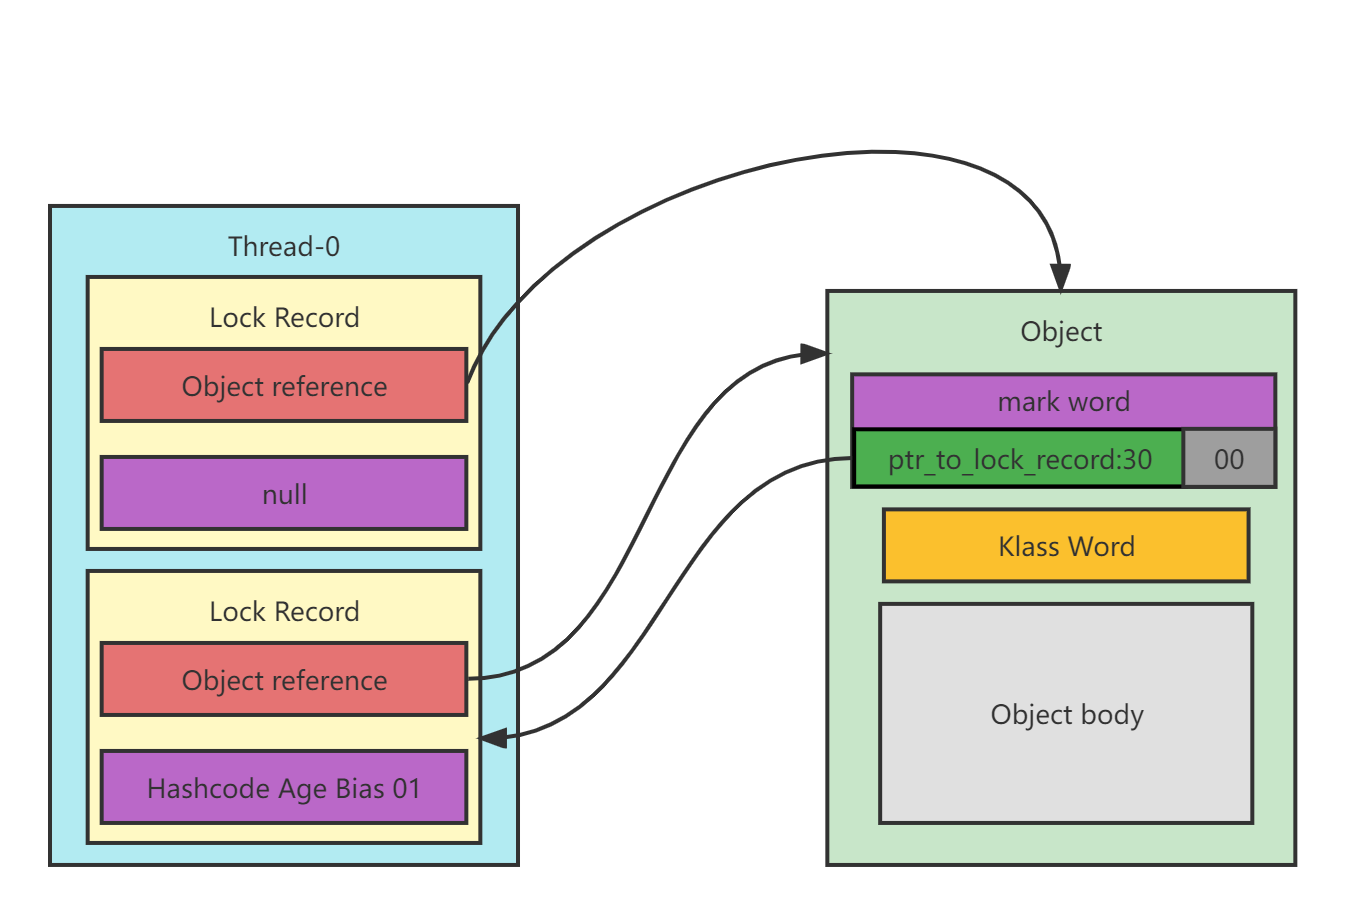 Thread-0
Lock Record
Object reference
null
Lock Record
Object reference
Hashcode Age Bias 01
Object
mark word
ptr_to_lock_record:30 00
Klass Word
Object body